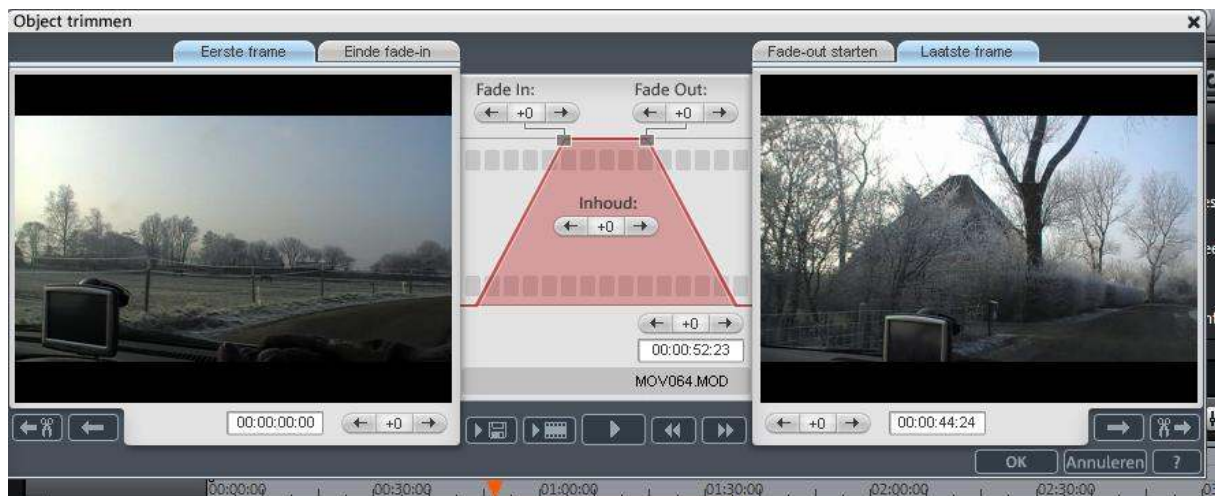 Object trimmen
Eerste frame
Einde fade-in
Fade-out starten
Laatste frame
Fade In:
Fade Out:
+0
+0
Inhoud:
+0
+0
00:00:52:23
MOV064.MOD
00:00:00:00
+0
+0
00:00:44:24
OK
Annuleren
?
00:00:00
00:30:00
01:00:00
01:30:00
02:00:00
02:30:00